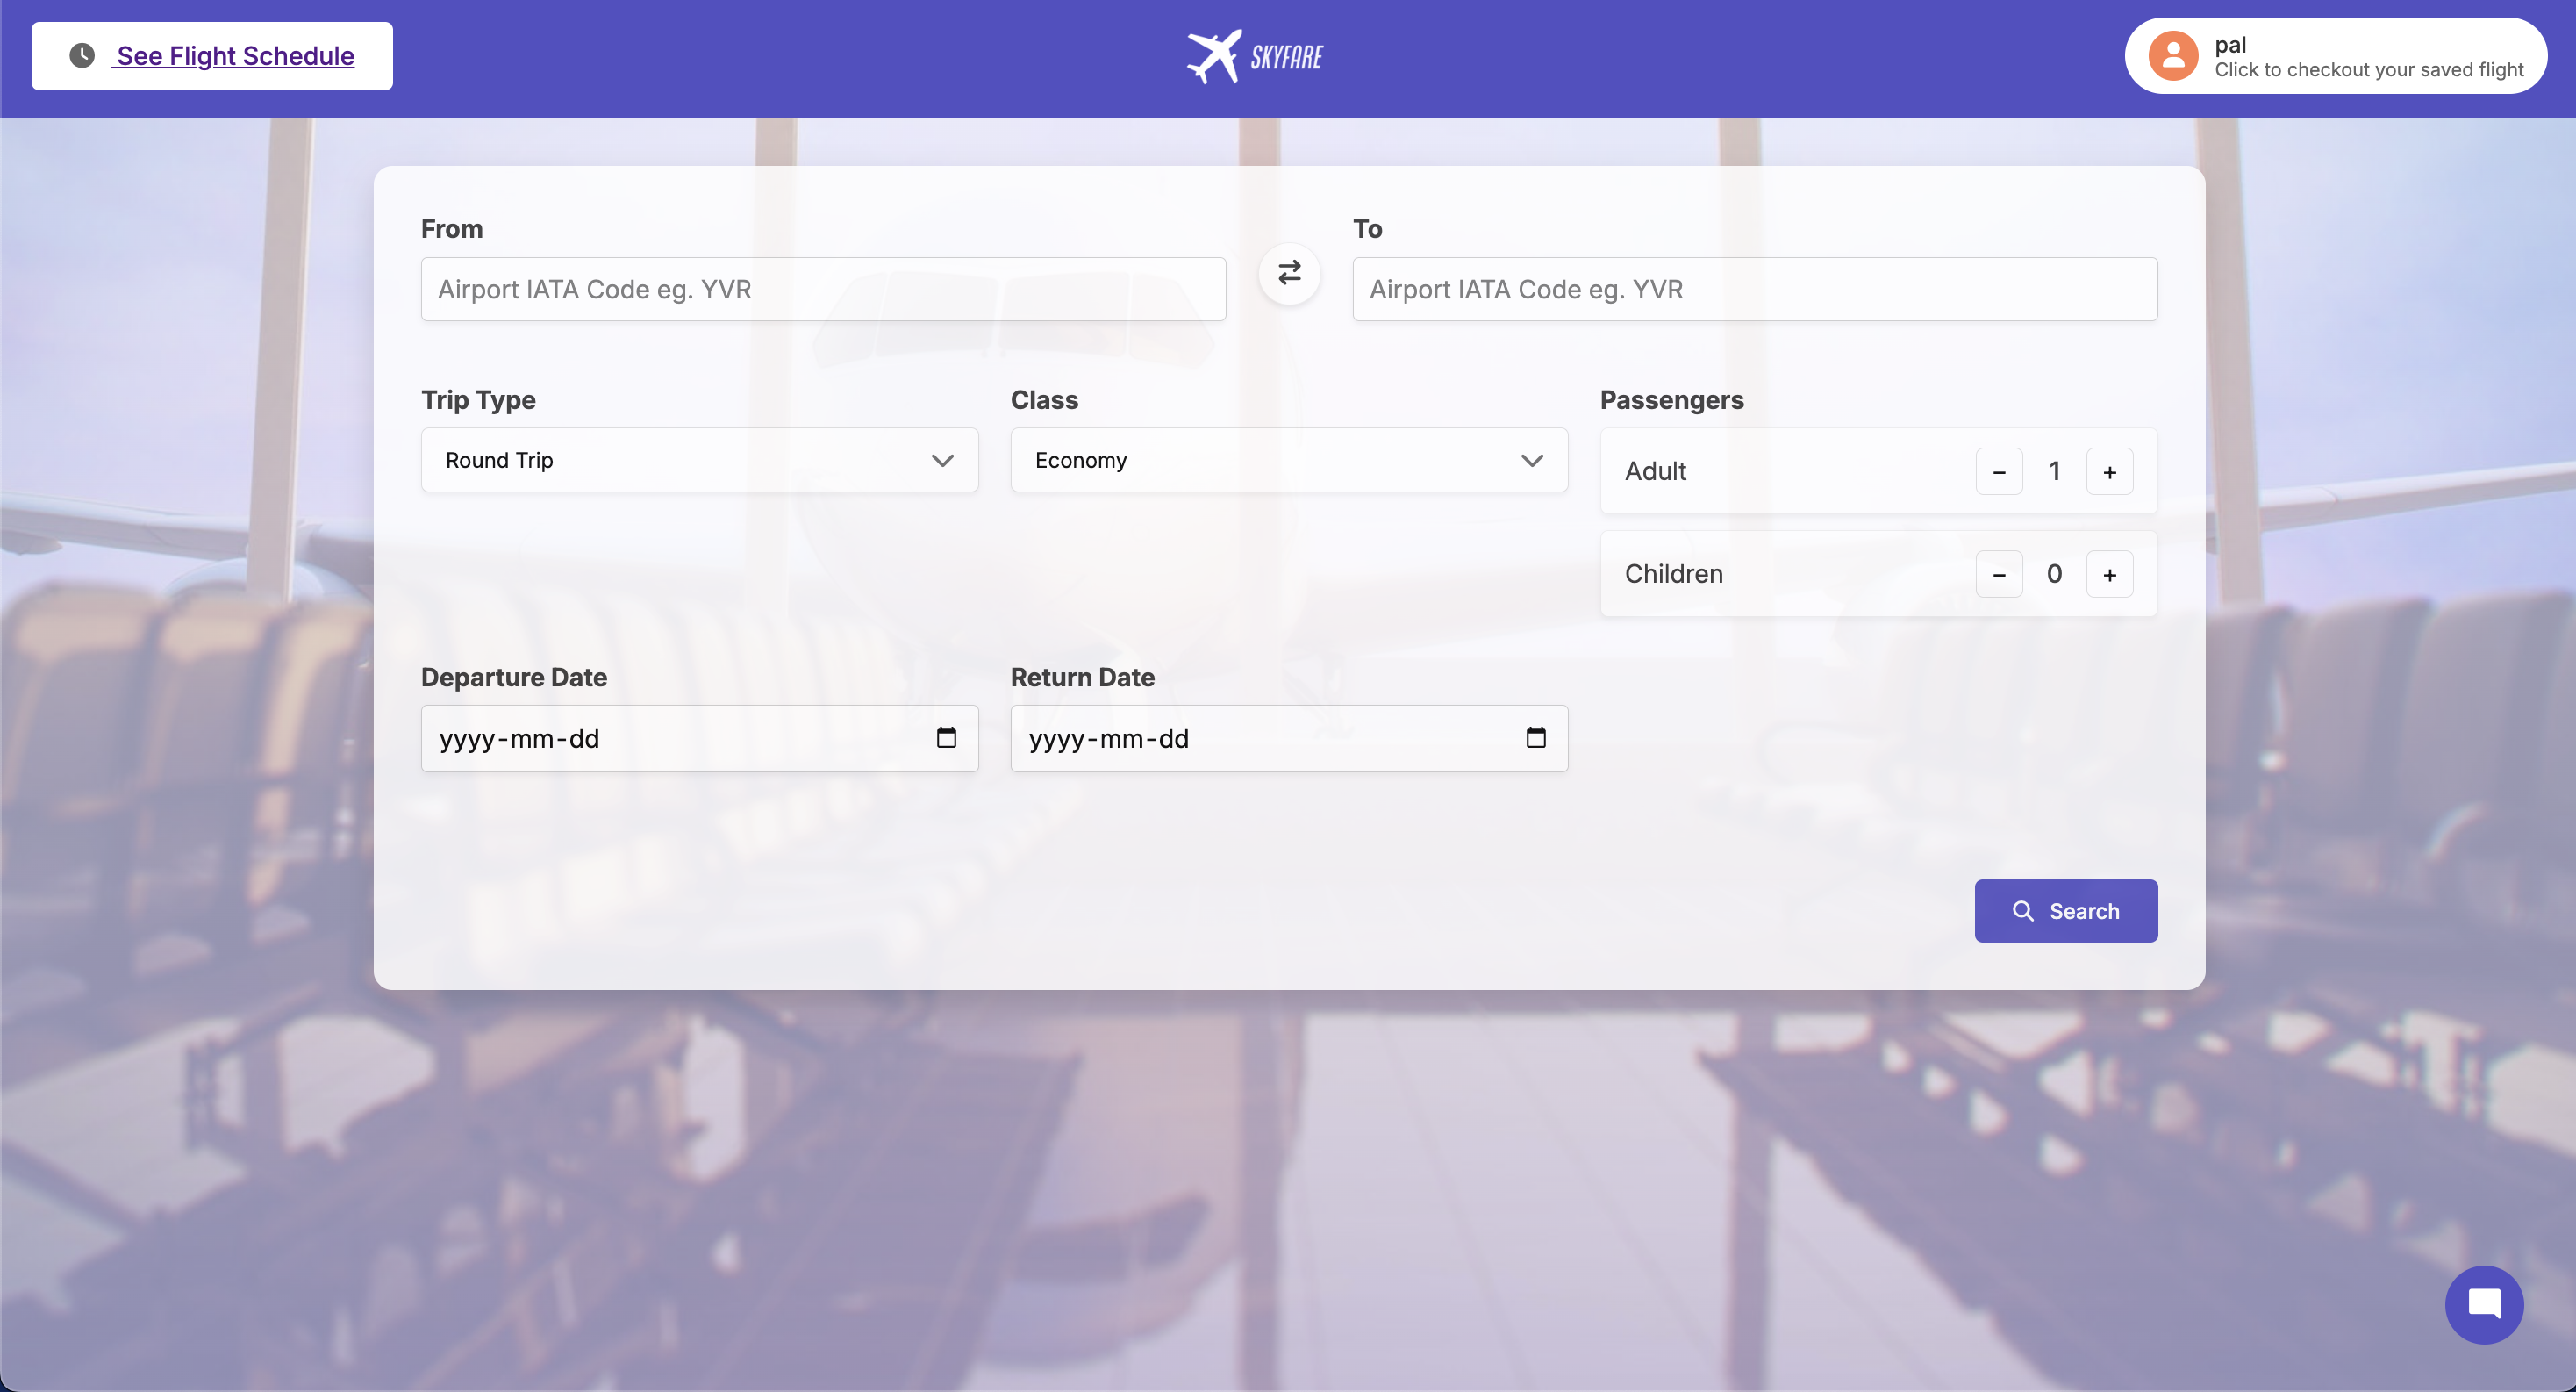 See Flight Schedule
SKYFARE
pal
Click to checkout your saved flight
From
To
Airport IATA Code eg. YVR
Airport IATA Code eg. YVR
Trip Type
Class
Passengers
Round Trip
Economy
Adult
− 1 +
Children
− 0 +
Departure Date
Return Date
yyyy-mm-dd
yyyy-mm-dd
Search